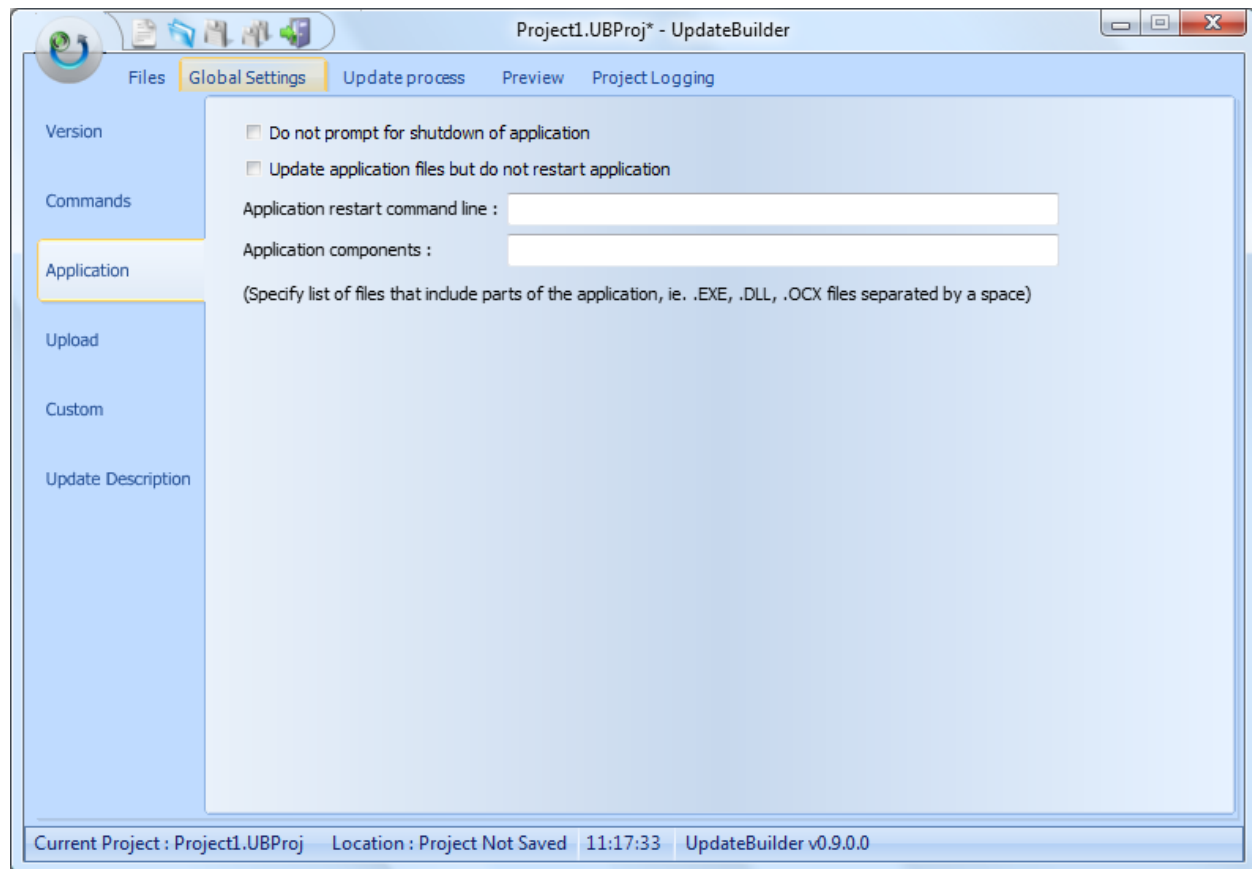 Project1.UBProj* - UpdateBuilder
Files Global Settings Update process Preview Project Logging
Version
Commands
Application
Upload
Custom
Update Description
Do not prompt for shutdown of application
Update application files but do not restart application
Application restart command line :
Application components :
(Specify list of files that include parts of the application, ie. .EXE, .DLL, .OCX files separated by a space)
Current Project : Project1.UBProj Location : Project Not Saved 11:17:33 UpdateBuilder v0.9.0.0